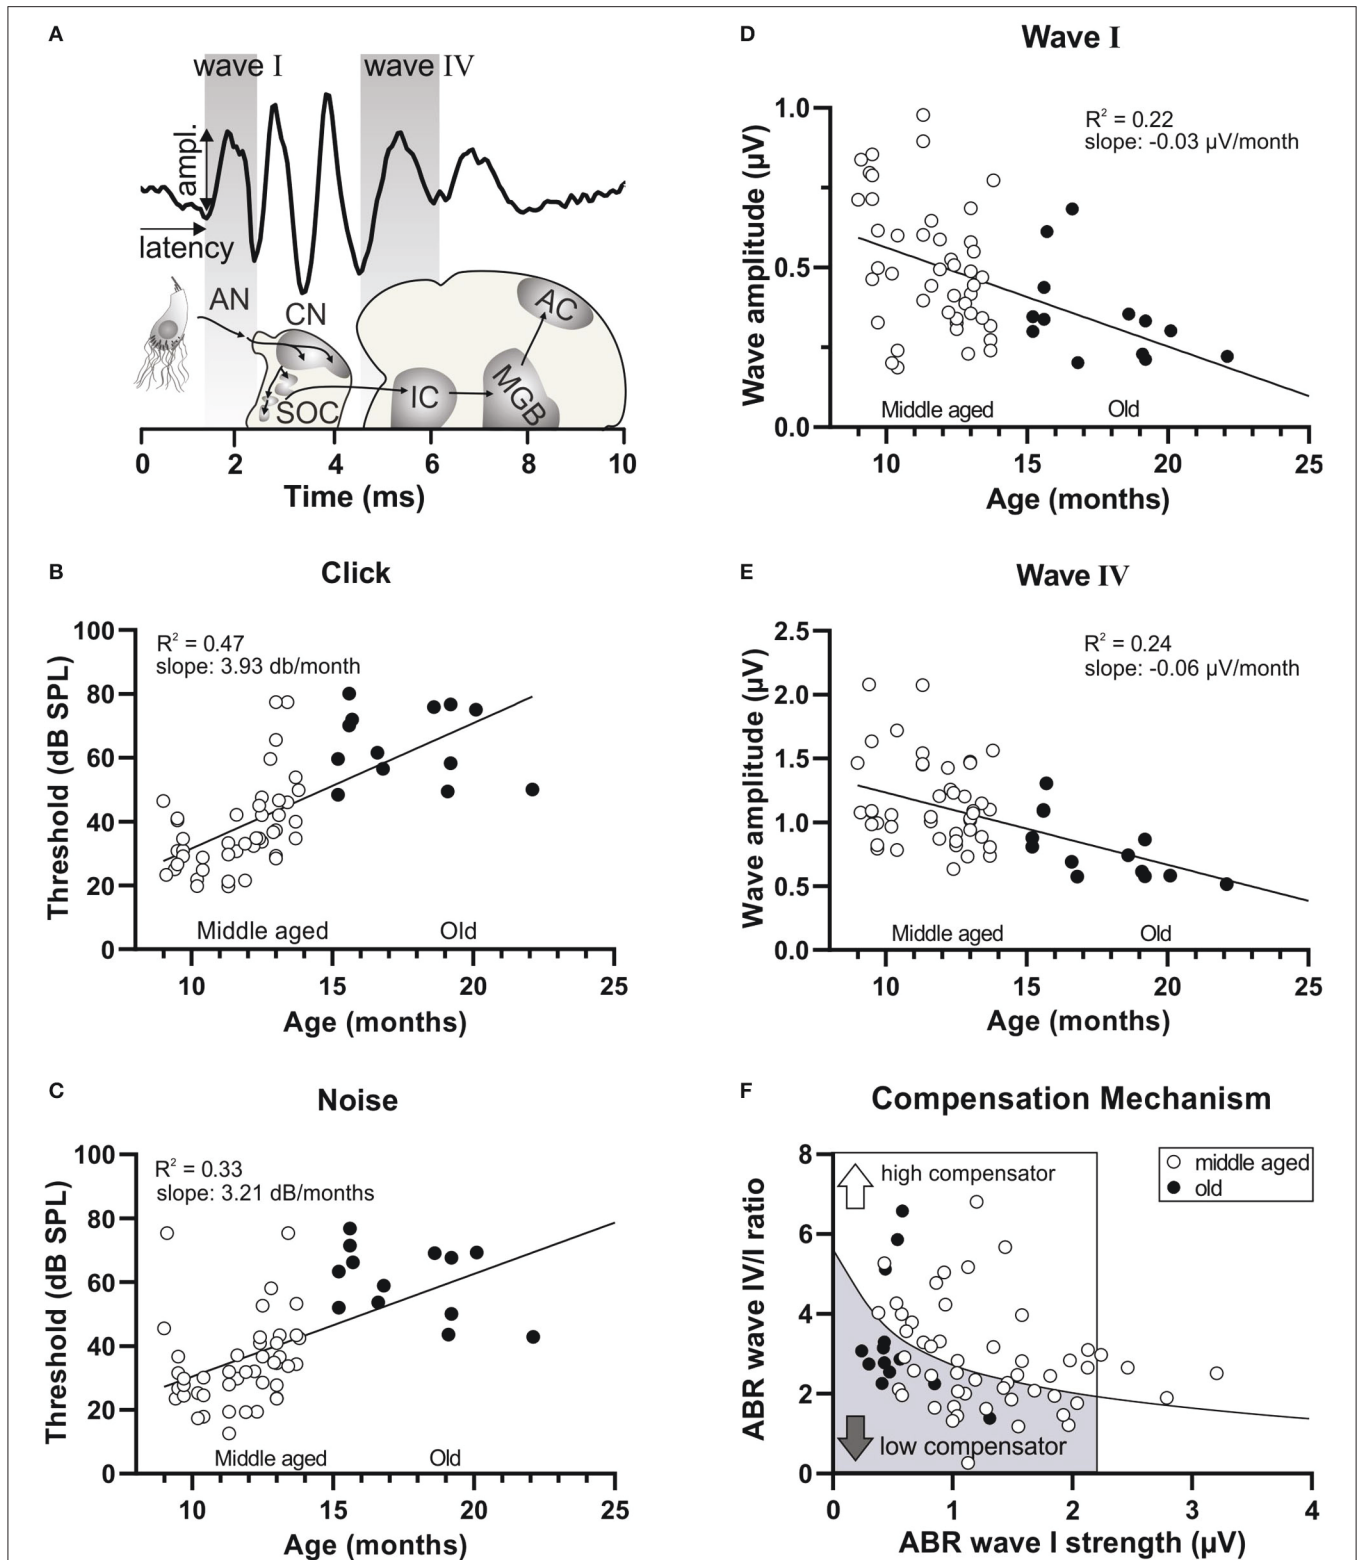 A
wave I
wave IV
ampl.
latency
AN
CN
SOC
IC
MGB
AC
0 2 4 6 8 10
Time (ms)
B
Click
Threshold (dB SPL)
100
80
60
40
20
0
R² = 0.47
slope: 3.93 db/month
Middle aged
Old
10 15 20 25
Age (months)
C
Noise
Threshold (dB SPL)
100
80
60
40
20
0
R² = 0.33
slope: 3.21 dB/months
Middle aged
Old
10 15 20 25
Age (months)
D
Wave I
Wave amplitude (µV)
1.0
0.5
0.0
R² = 0.22
slope: -0.03 µV/month
Middle aged
Old
10 15 20 25
Age (months)
E
Wave IV
Wave amplitude (µV)
2.5
2.0
1.5
1.0
0.5
0.0
R² = 0.24
slope: -0.06 µV/month
Middle aged
Old
10 15 20 25
Age (months)
F
Compensation Mechanism
ABR wave IV/I ratio
8
6
4
2
0
high compensator
low compensator
middle aged
old
0 1 2 3 4
ABR wave I strength (µV)